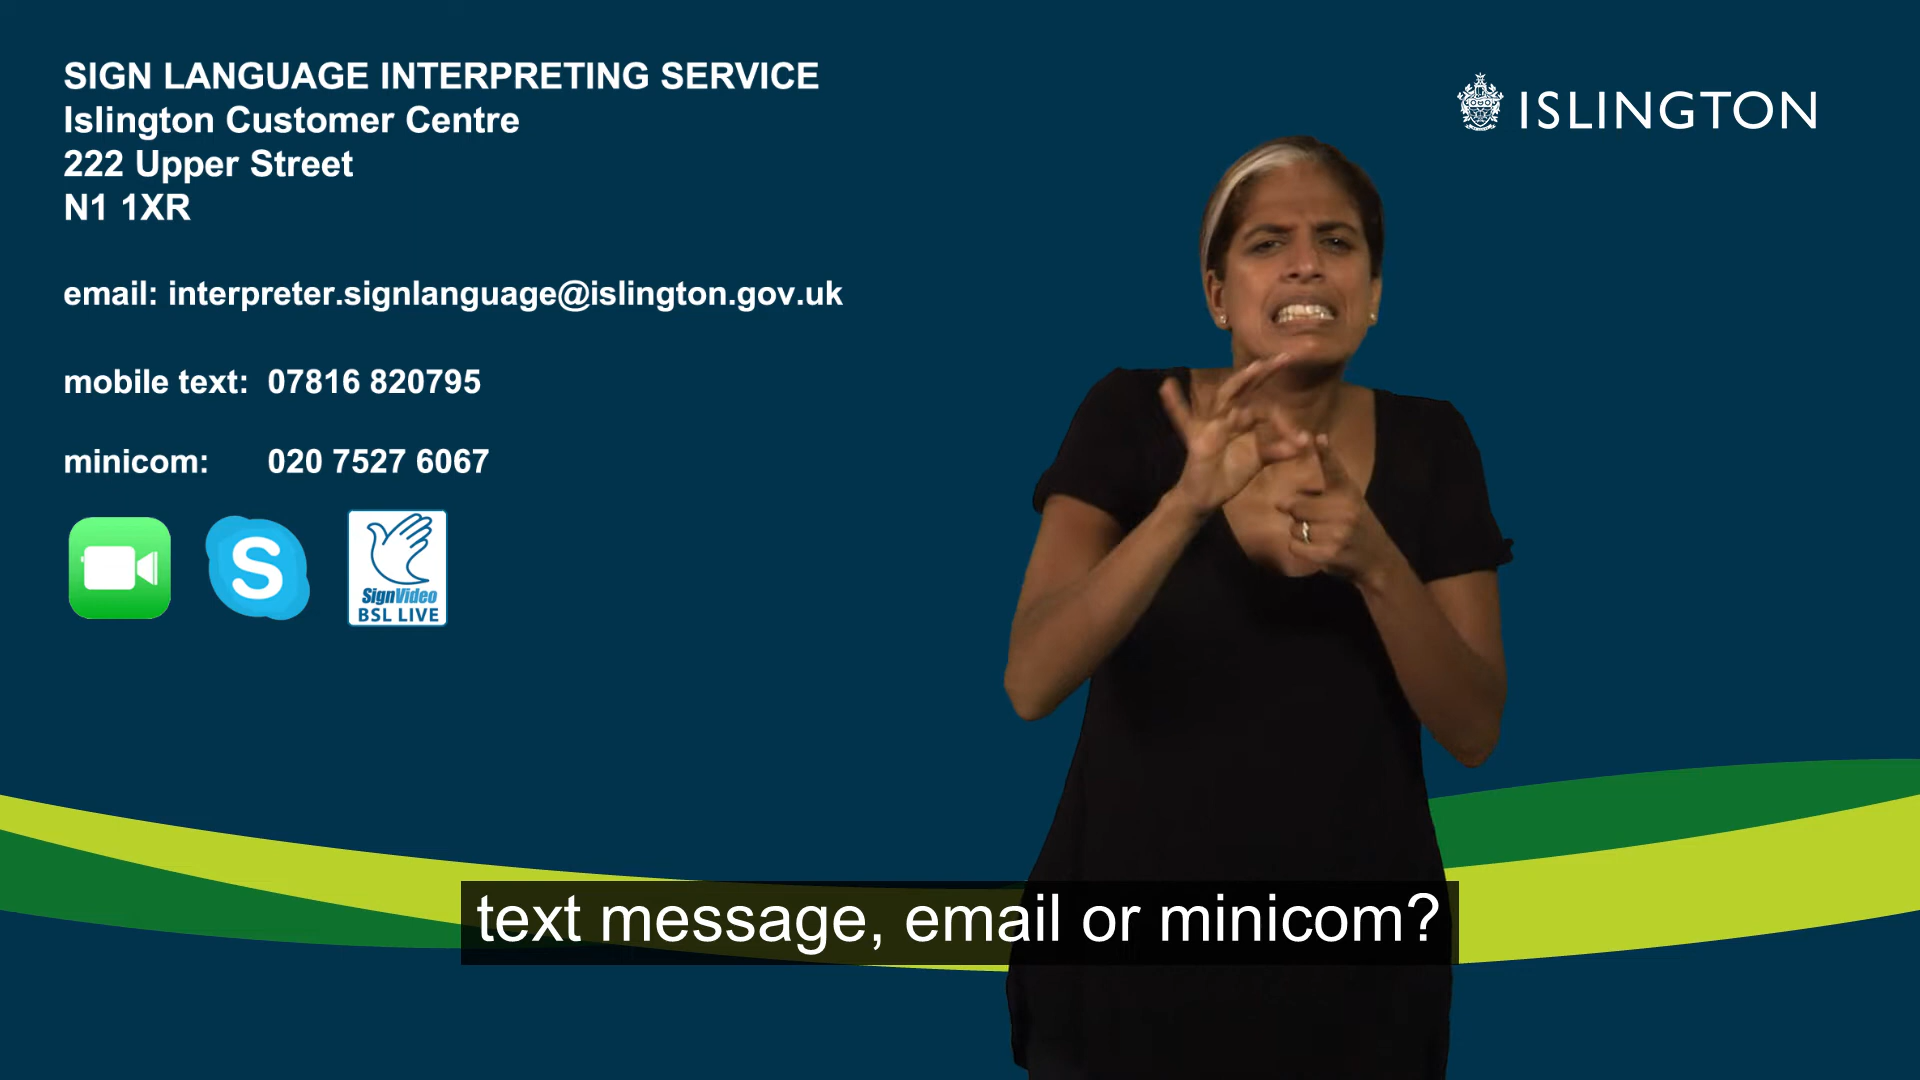 SIGN LANGUAGE INTERPRETING SERVICE
Islington Customer Centre
222 Upper Street
N1 1XR
email: interpreter.signlanguage@islington.gov.uk
mobile text: 07816 820795
minicom: 020 7527 6067
S
SignVideo
BSL LIVE
ISLINGTON
text message, email or minicom?